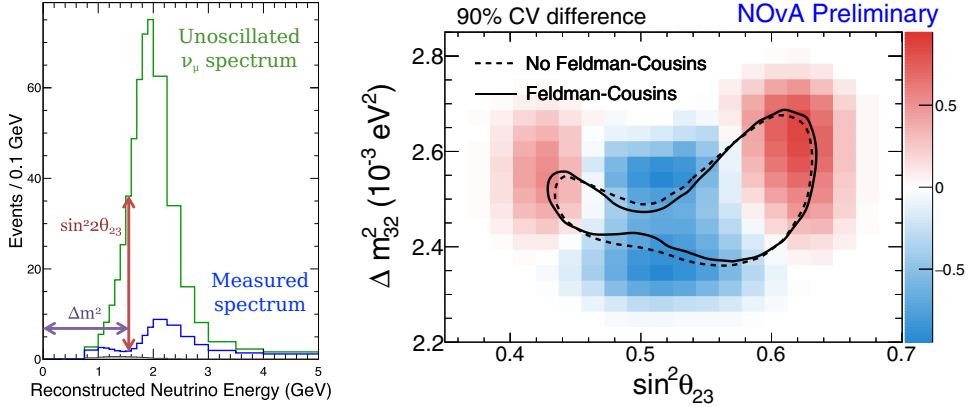 Unoscillated
νμ spectrum
Events / 0.1 GeV
60
40
20
0
sin²2θ23
Δm²
Measured
spectrum
0 1 2 3 4 5
Reconstructed Neutrino Energy (GeV)
90% CV difference
NOvA Preliminary
No Feldman-Cousins
Feldman-Cousins
Δ m²32 (10⁻³ eV²)
2.8
2.6
2.4
2.2
0.4 0.5 0.6 0.7
sin²θ23
0.5
0
−0.5